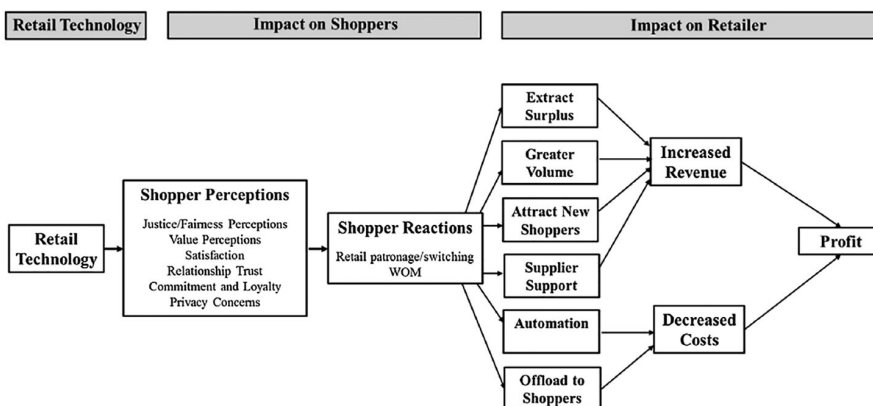 Retail Technology
Impact on Shoppers
Impact on Retailer
Retail
Technology
Shopper Perceptions
Justice/Fairness Perceptions
Value Perceptions
Satisfaction
Relationship Trust
Commitment and Loyalty
Privacy Concerns
Shopper Reactions
Retail patronage/switching
WOM
Extract
Surplus
Greater
Volume
Attract New
Shoppers
Supplier
Support
Automation
Offload to
Shoppers
Increased
Revenue
Decreased
Costs
Profit